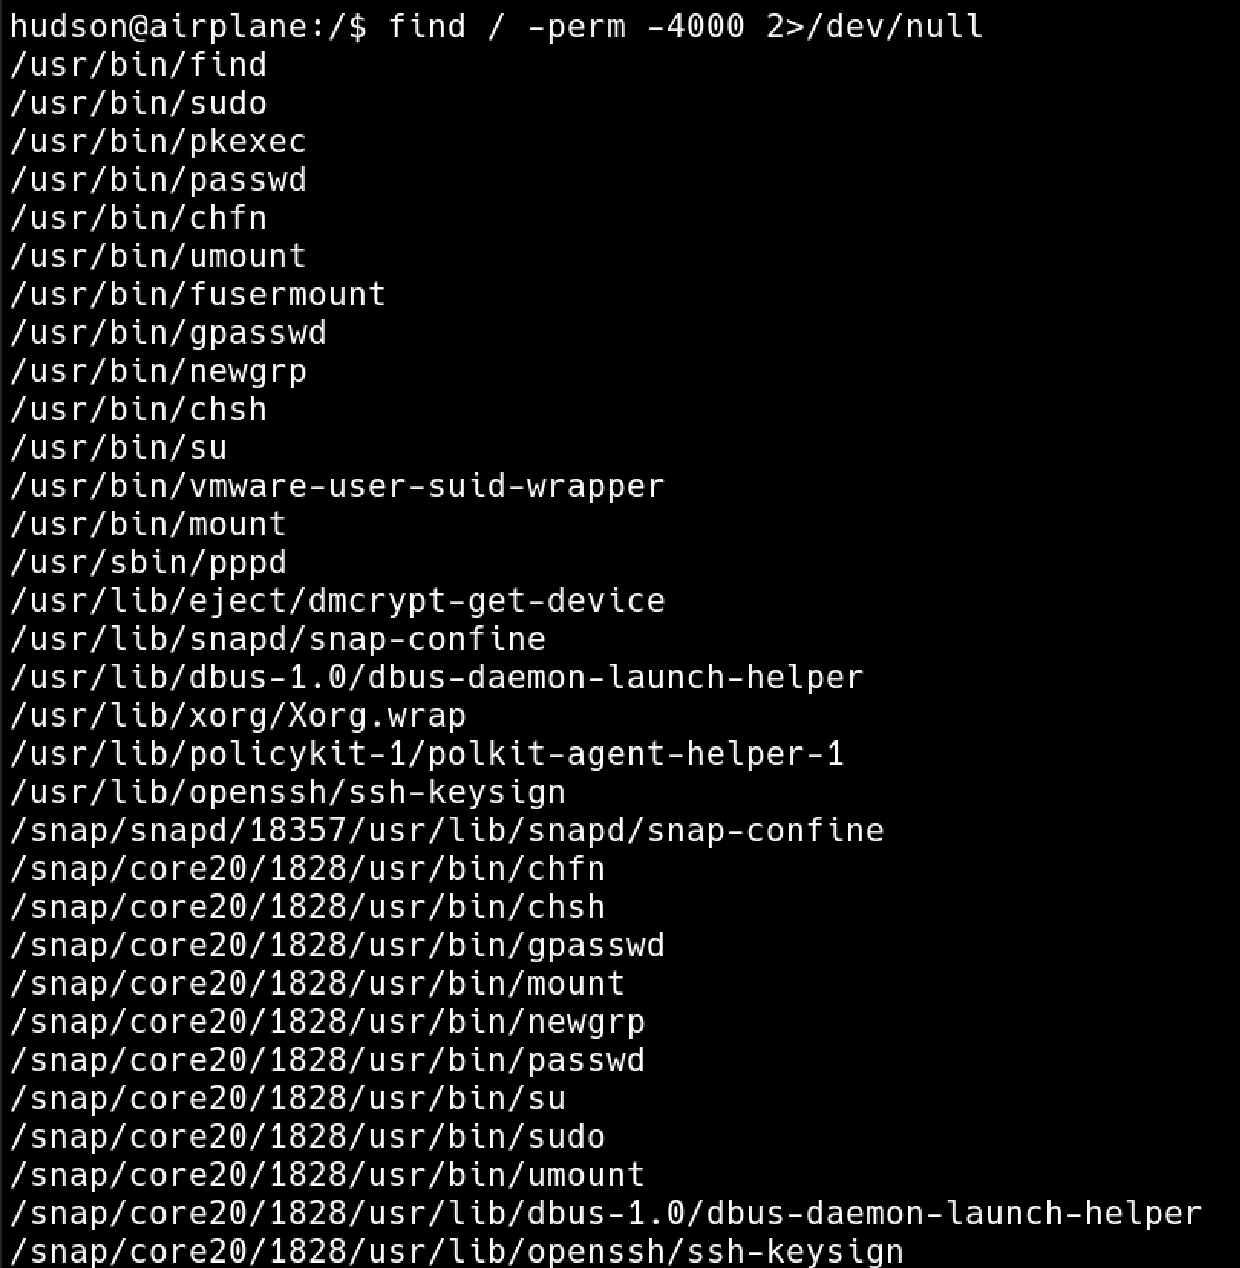 hudson@airplane:/$ find / -perm -4000 2>/dev/null
/usr/bin/find
/usr/bin/sudo
/usr/bin/pkexec
/usr/bin/passwd
/usr/bin/chfn
/usr/bin/umount
/usr/bin/fusermount
/usr/bin/gpasswd
/usr/bin/newgrp
/usr/bin/chsh
/usr/bin/su
/usr/bin/vmware-user-suid-wrapper
/usr/bin/mount
/usr/sbin/pppd
/usr/lib/eject/dmcrypt-get-device
/usr/lib/snapd/snap-confine
/usr/lib/dbus-1.0/dbus-daemon-launch-helper
/usr/lib/xorg/Xorg.wrap
/usr/lib/policykit-1/polkit-agent-helper-1
/usr/lib/openssh/ssh-keysign
/snap/snapd/18357/usr/lib/snapd/snap-confine
/snap/core20/1828/usr/bin/chfn
/snap/core20/1828/usr/bin/chsh
/snap/core20/1828/usr/bin/gpasswd
/snap/core20/1828/usr/bin/mount
/snap/core20/1828/usr/bin/newgrp
/snap/core20/1828/usr/bin/passwd
/snap/core20/1828/usr/bin/su
/snap/core20/1828/usr/bin/sudo
/snap/core20/1828/usr/bin/umount
/snap/core20/1828/usr/lib/dbus-1.0/dbus-daemon-launch-helper
/snap/core20/1828/usr/lib/openssh/ssh-keysign